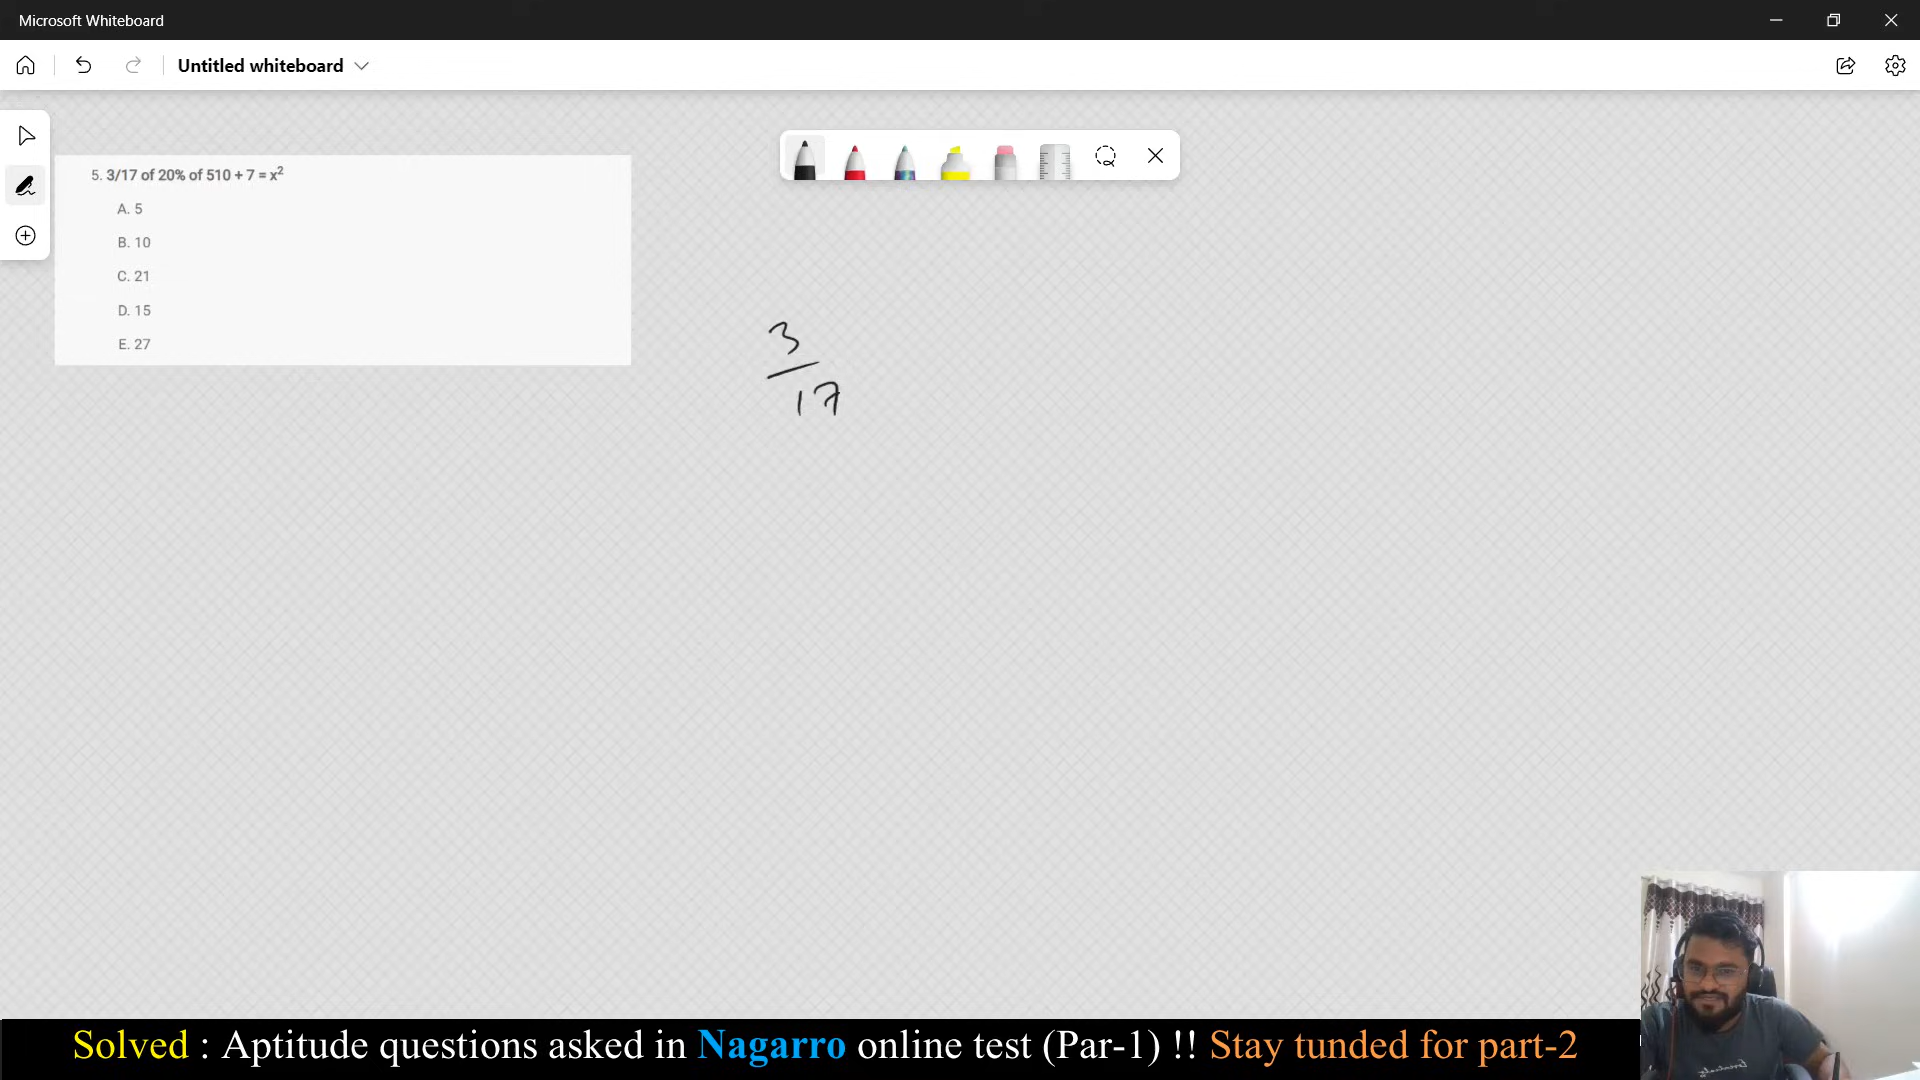 Microsoft Whiteboard
Untitled whiteboard
5. 3/17 of 20% of 510 + 7 = x²
A. 5
B. 10
C. 21
D. 15
E. 27
3
17
Solved : Aptitude questions asked in Nagarro online test (Par-1) !! Stay tunded for part-2